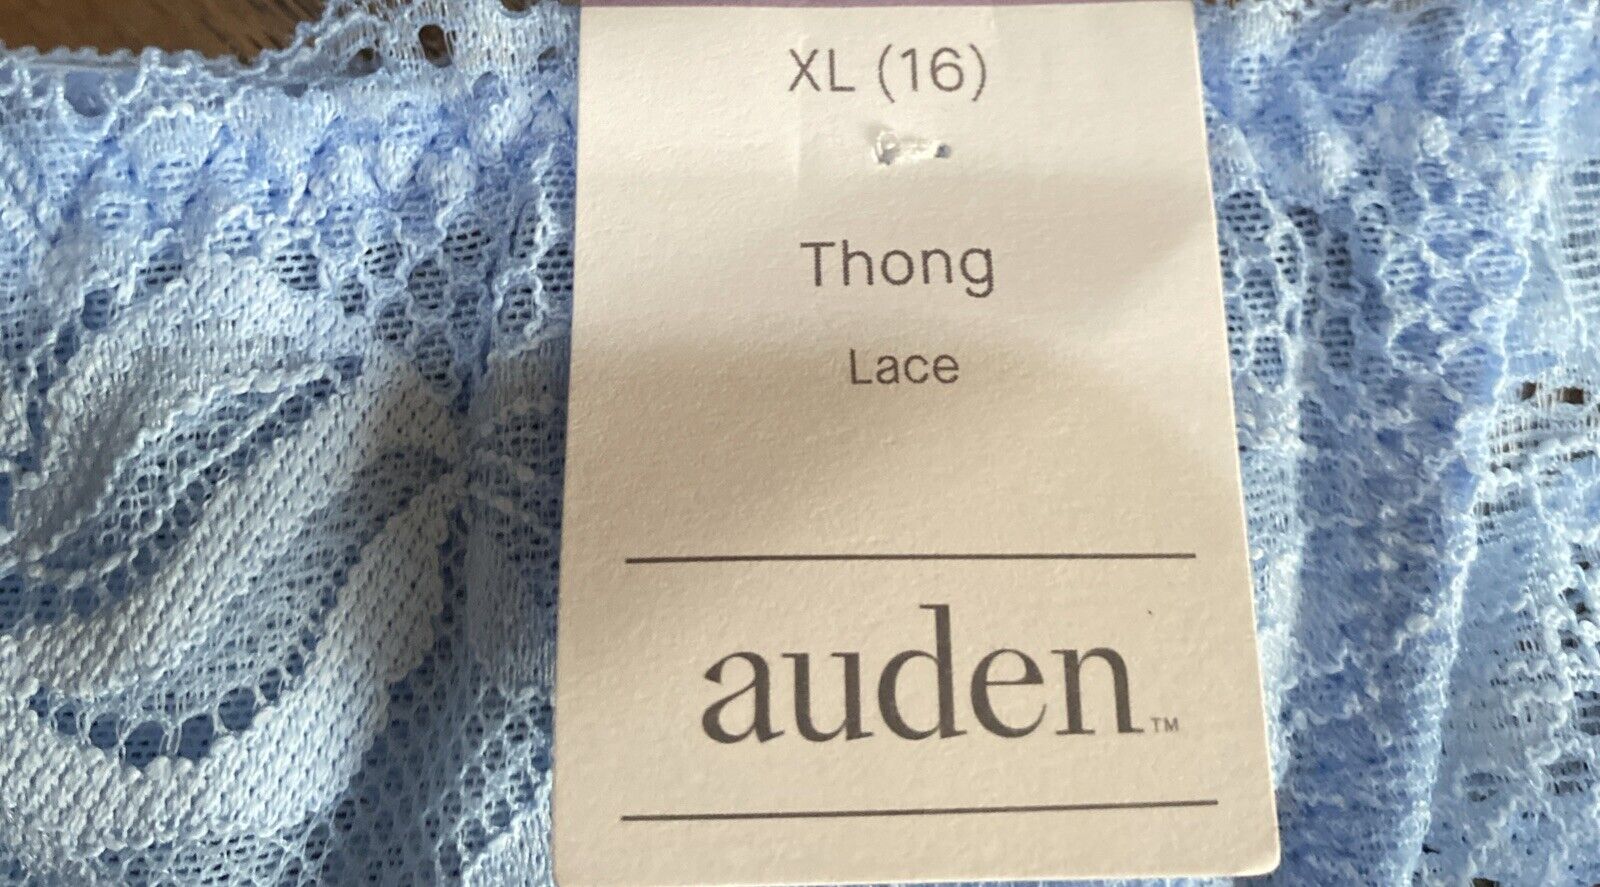 XL (16)
Thong
Lace
auden™